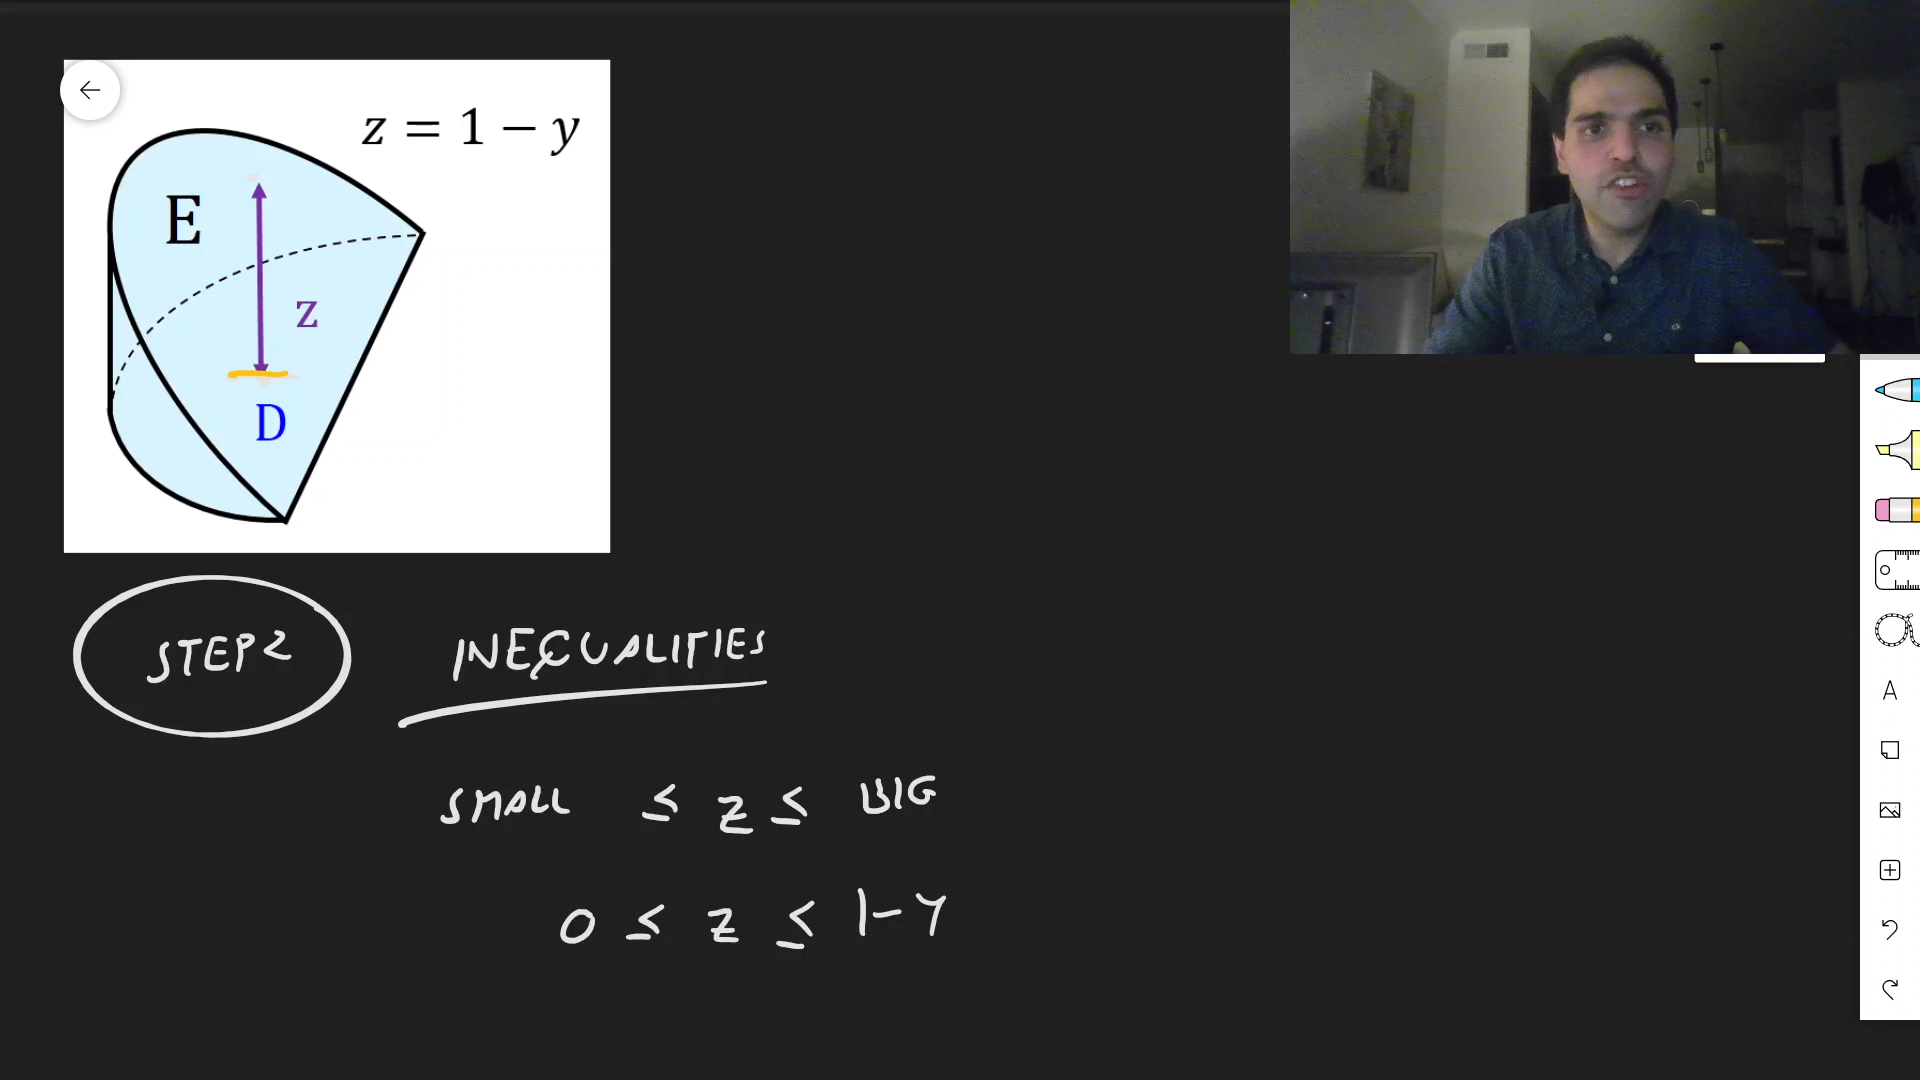 z = 1 − y
E
z
D
STEP 2
INEQUALITIES
SMALL ≤ z ≤ BIG
0 ≤ z ≤ 1 - Y
A